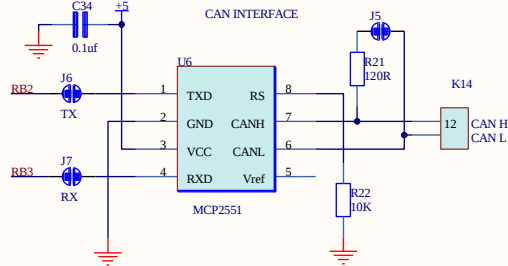 C34
+5
CAN INTERFACE
J5
0.1uf
U6
R21
120R
K14
RB2
J6
1
TXD
RS
8
TX
2
GND
CANH
7
12
CAN H
CAN L
3
VCC
CANL
6
RB3
J7
4
RXD
Vref
5
RX
R22
10K
MCP2551